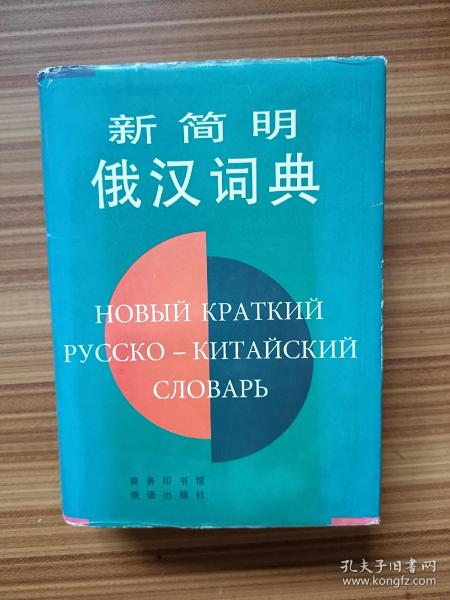 新简明
俄汉词典
НОВЫЙ КРАТКИЙ
РУССКО – КИТАЙСКИЙ
СЛОВАРЬ
商务印书馆
俄语出版社
孔夫子旧书网
www.kongfz.com